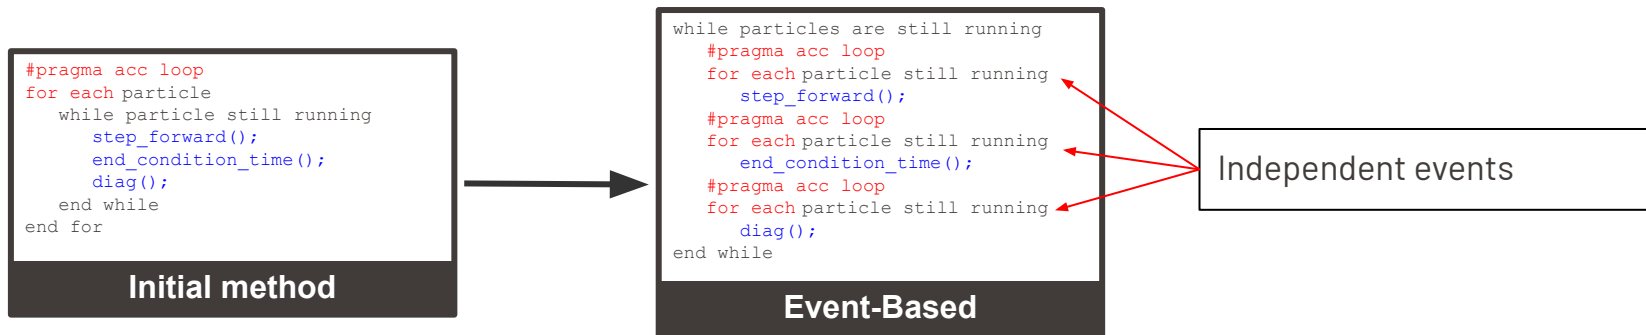 #pragma acc loop
for each particle
while particle still running
step_forward();
end_condition_time();
diag();
end while
end for
Initial method
while particles are still running
#pragma acc loop
for each particle still running
step_forward();
#pragma acc loop
for each particle still running
end_condition_time();
#pragma acc loop
for each particle still running
diag();
end while
Event-Based
Independent events